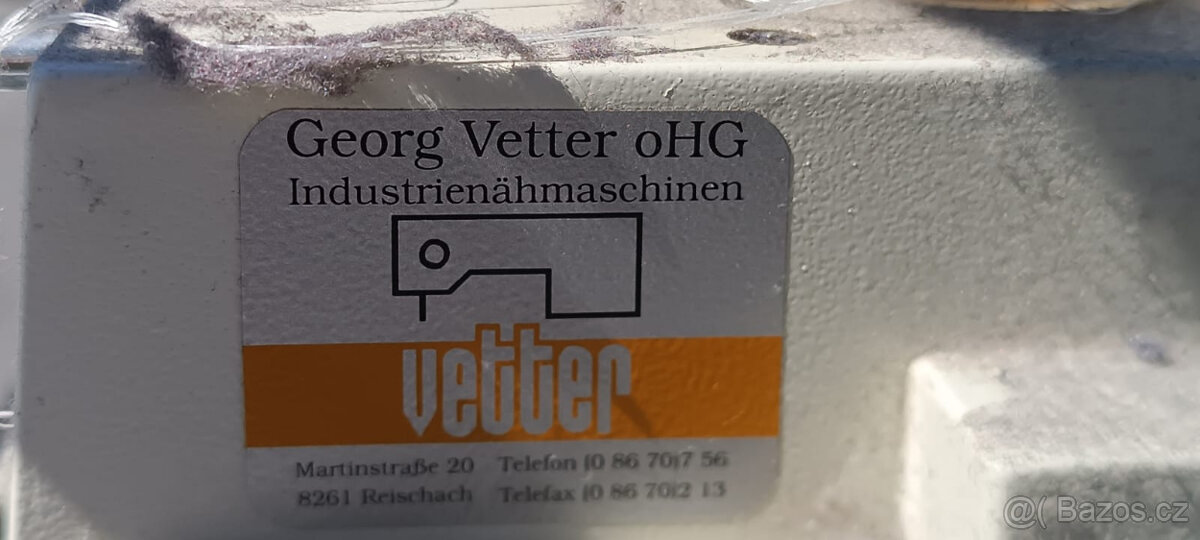 Georg Vetter oHG
Industrienähmaschinen
vetter
Martinstraße 20 Telefon (0 86 70)7 56
8261 Reischach Telefax (0 86 70)2 13
@( Bazos.cz